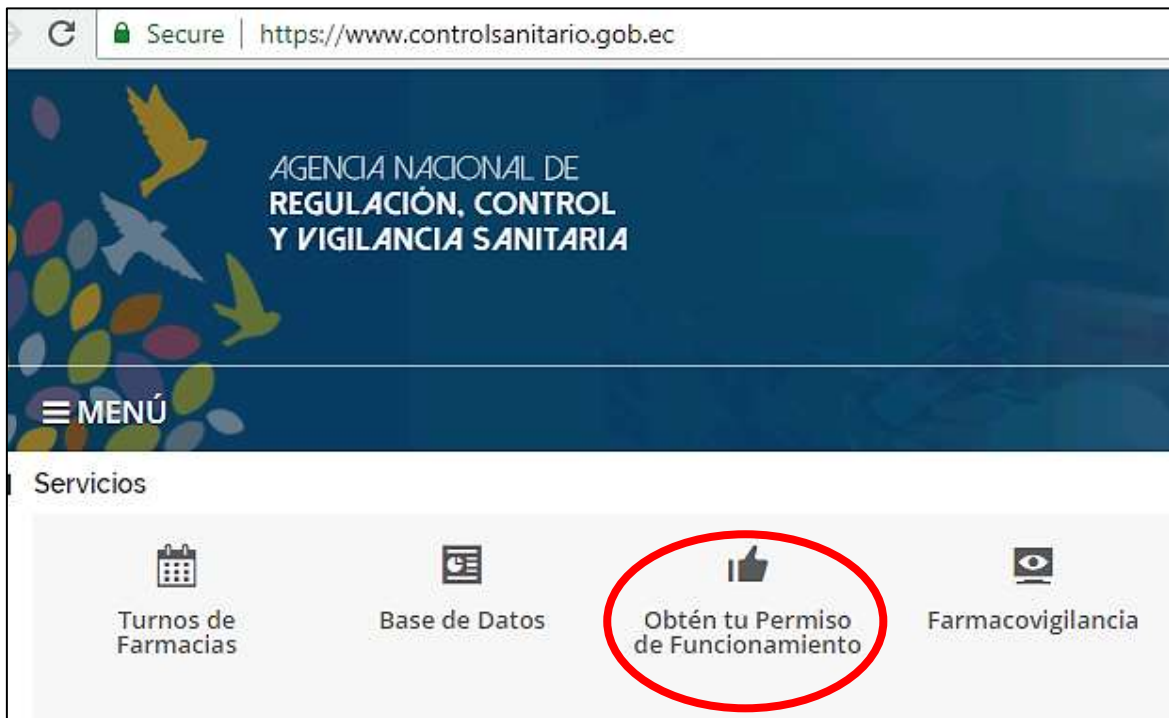 Secure | https://www.controlsanitario.gob.ec
AGENCIA NACIONAL DE
REGULACIÓN, CONTROL
Y VIGILANCIA SANITARIA
MENÚ
Servicios
Turnos de
Farmacias
Base de Datos
Obtén tu Permiso
de Funcionamiento
Farmacovigilancia